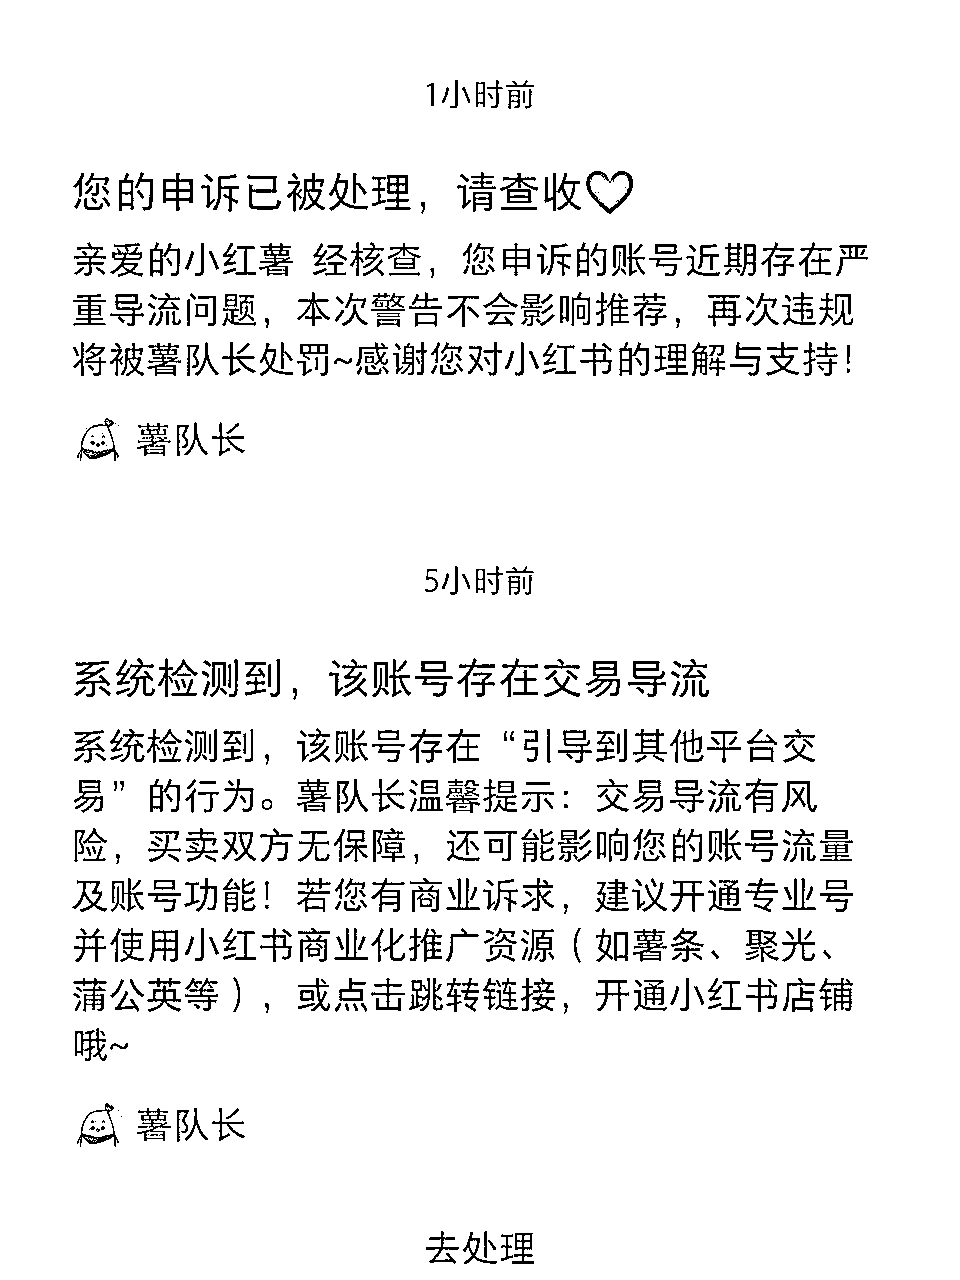 1小时前
您的申诉已被处理，请查收♡
亲爱的小红薯 经核查，您申诉的账号近期存在严
重导流问题，本次警告不会影响推荐，再次违规
将被薯队长处罚~感谢您对小红书的理解与支持！
薯队长
5小时前
系统检测到，该账号存在交易导流
系统检测到，该账号存在“引导到其他平台交
易”的行为。薯队长温馨提示：交易导流有风
险，买卖双方无保障，还可能影响您的账号流量
及账号功能！若您有商业诉求，建议开通专业号
并使用小红书商业化推广资源（如薯条、聚光、
蒲公英等），或点击跳转链接，开通小红书店铺
哦~
薯队长
去处理